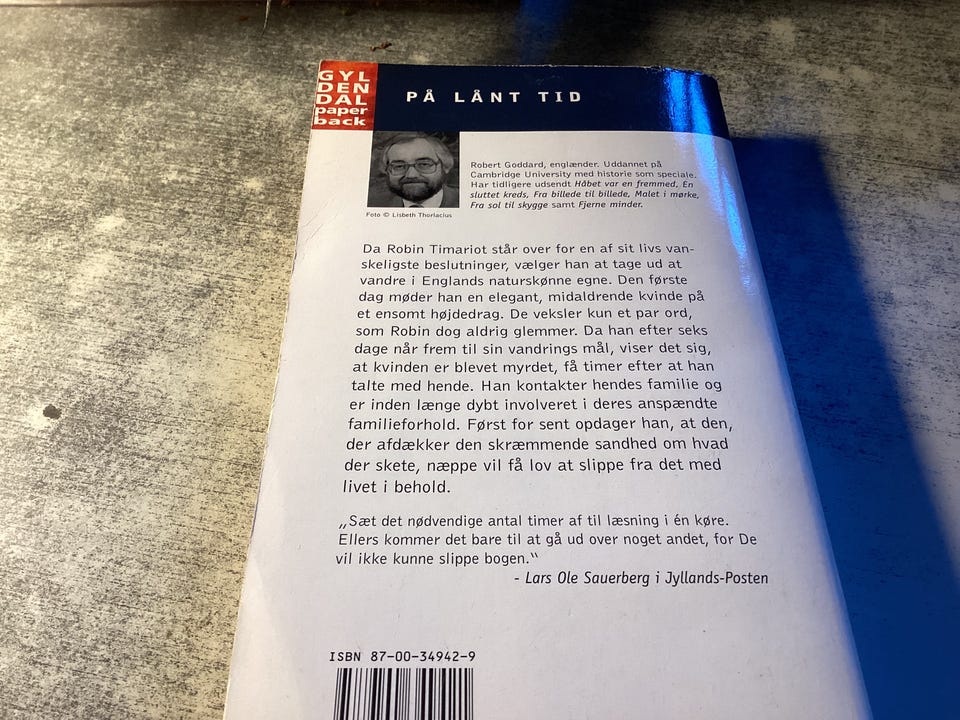 GYL
DEN
DAL
paper
back
PÅ LÅNT TID
Robert Goddard, englænder. Uddannet på
Cambridge University med historie som speciale.
Har tidligere udsendt Håbet var en fremmed, En
sluttet kreds, Fra billede til billede, Malet i mørke,
Fra sol til skygge samt Fjerne minder.
Foto © Lisbeth Thorlacius
Da Robin Timariot står over for en af sit livs van-
skeligste beslutninger, vælger han at tage ud at
vandre i Englands naturskønne egne. Den første
dag møder han en elegant, midaldrende kvinde på
et ensomt højdedrag. De veksler kun et par ord,
som Robin dog aldrig glemmer. Da han efter seks
dage når frem til sin vandrings mål, viser det sig,
at kvinden er blevet myrdet, få timer efter at han
talte med hende. Han kontakter hendes familie og
er inden længe dybt involveret i deres anspændte
familieforhold. Først for sent opdager han, at den,
der afdækker den skræmmende sandhed om hvad
der skete, næppe vil få lov at slippe fra det med
livet i behold.
„Sæt det nødvendige antal timer af til læsning i én køre.
Ellers kommer det bare til at gå ud over noget andet, for De
vil ikke kunne slippe bogen.“
- Lars Ole Sauerberg i Jyllands-Posten
ISBN 87-00-34942-9